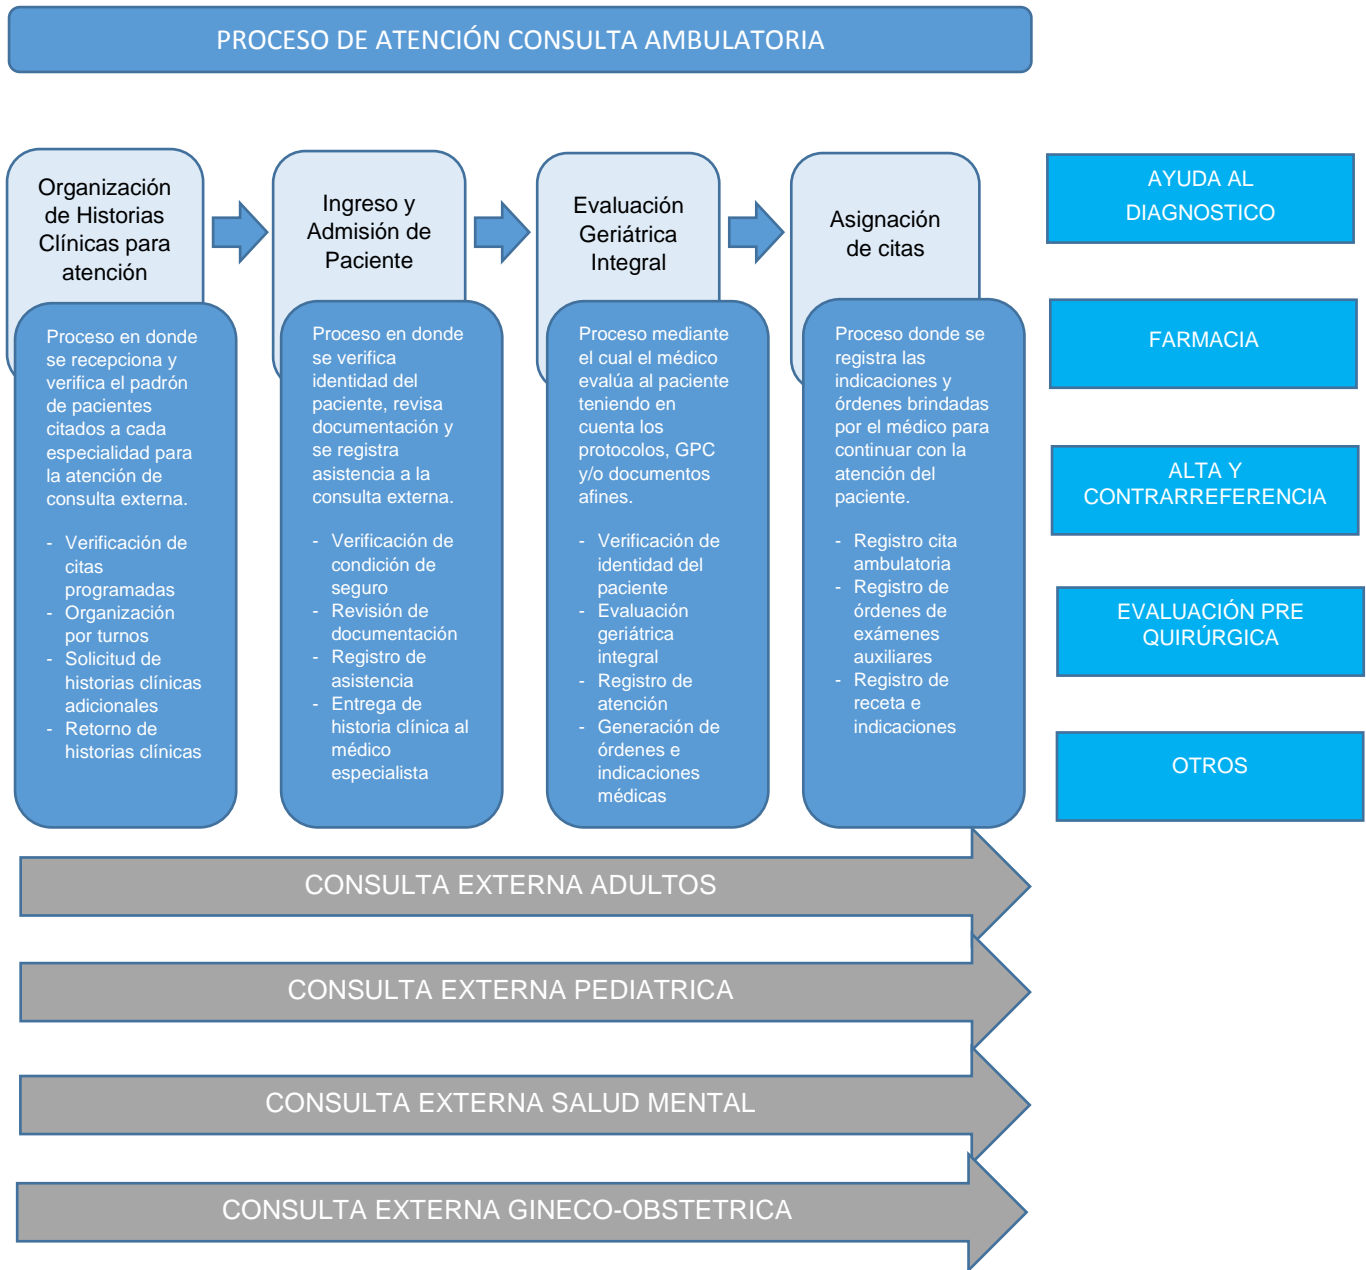 PROCESO DE ATENCIÓN CONSULTA AMBULATORIA
Organización
de Historias
Clínicas para
atención
Proceso en donde
se recepciona y
verifica el padrón
de pacientes
citados a cada
especialidad para
la atención de
consulta externa.
- Verificación de
citas
programadas
- Organización
por turnos
- Solicitud de
historias clínicas
adicionales
- Retorno de
historias clínicas
Ingreso y
Admisión de
Paciente
Proceso en donde
se verifica
identidad del
paciente, revisa
documentación y
se registra
asistencia a la
consulta externa.
- Verificación de
condición de
seguro
- Revisión de
documentación
- Registro de
asistencia
- Entrega de
historia clínica al
médico
especialista
Evaluación
Geriátrica
Integral
Proceso mediante
el cual el médico
evalúa al paciente
teniendo en
cuenta los
protocolos, GPC
y/o documentos
afines.
- Verificación de
identidad del
paciente
- Evaluación
geriátrica
integral
- Registro de
atención
- Generación de
órdenes e
indicaciones
médicas
Asignación
de citas
Proceso donde se
registra las
indicaciones y
órdenes brindadas
por el médico para
continuar con la
atención del
paciente.
- Registro cita
ambulatoria
- Registro de
órdenes de
exámenes
auxiliares
- Registro de
receta e
indicaciones
AYUDA AL
DIAGNOSTICO
FARMACIA
ALTA Y
CONTRARREFERENCIA
EVALUACIÓN PRE
QUIRÚRGICA
OTROS
CONSULTA EXTERNA ADULTOS
CONSULTA EXTERNA PEDIATRICA
CONSULTA EXTERNA SALUD MENTAL
CONSULTA EXTERNA GINECO-OBSTETRICA